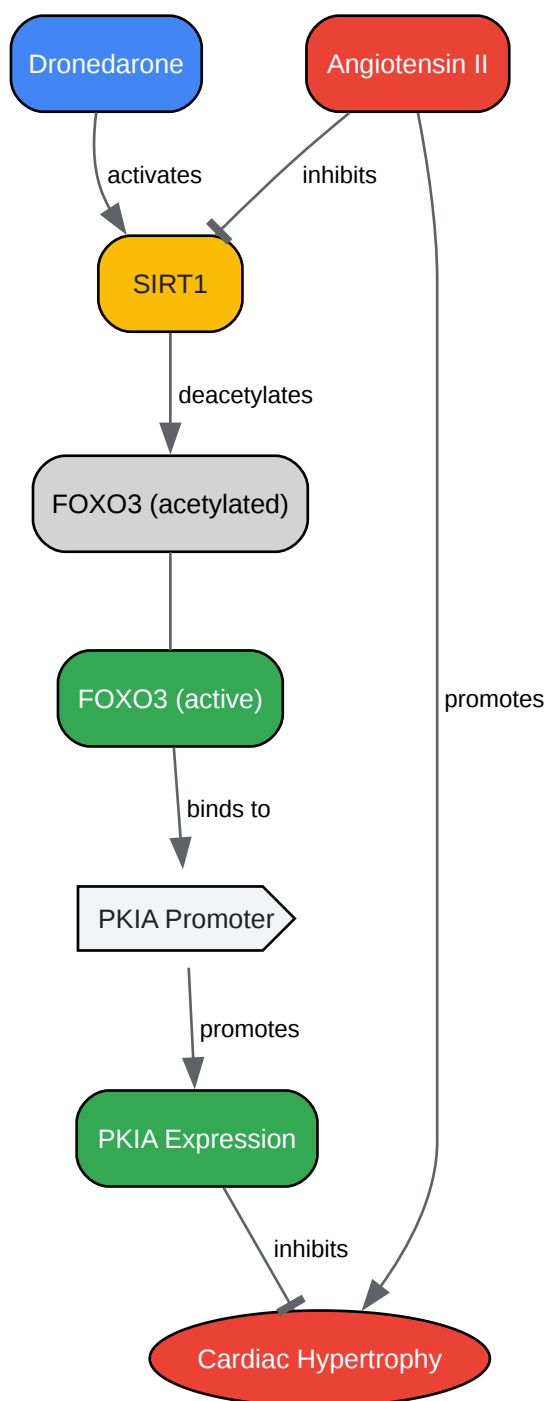 Dronedarone
Angiotensin II
activates
inhibits
SIRT1
deacetylates
FOXO3 (acetylated)
FOXO3 (active)
promotes
binds to
PKIA Promoter
promotes
PKIA Expression
inhibits
Cardiac Hypertrophy